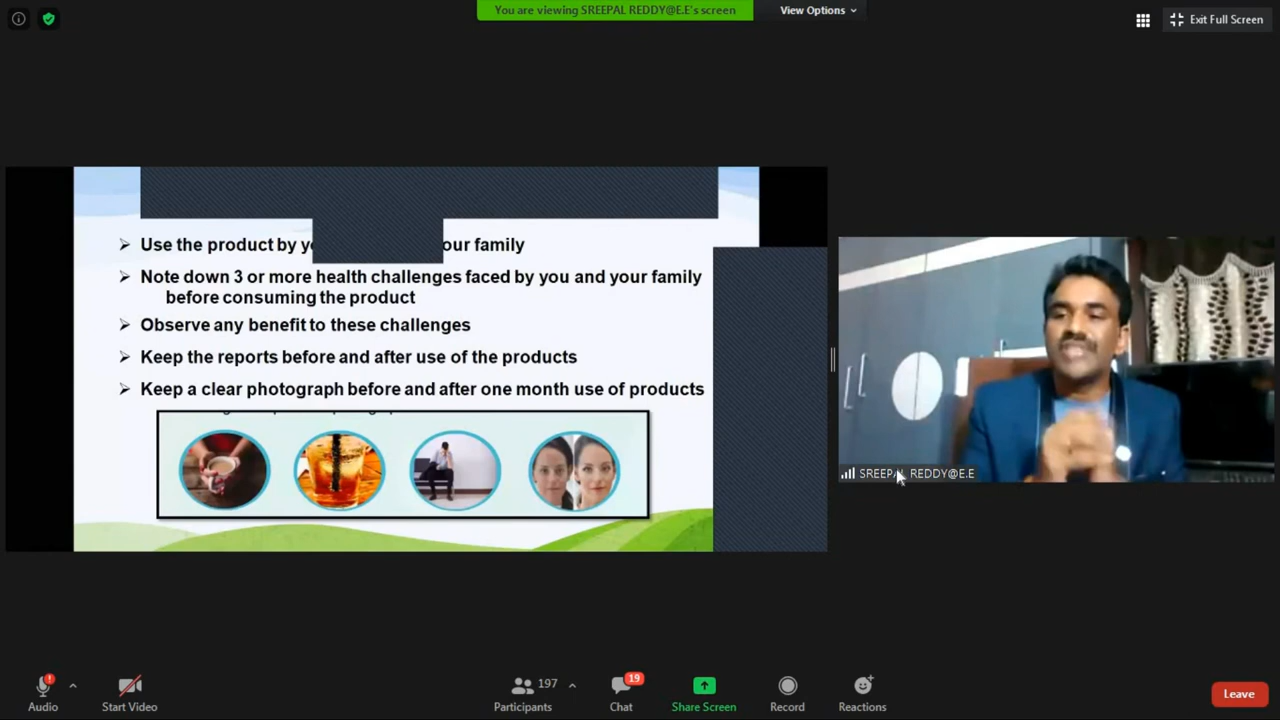 You are viewing SREEPAL REDDY@E.E's screen
View Options
Exit Full Screen
Use the product by yo
our family
Note down 3 or more health challenges faced by you and your family
before consuming the product
Observe any benefit to these challenges
Keep the reports before and after use of the products
Keep a clear photograph before and after one month use of products
SREEPAL REDDY@E.E
Audio
Start Video
197
Participants
19
Chat
Share Screen
Record
Reactions
Leave